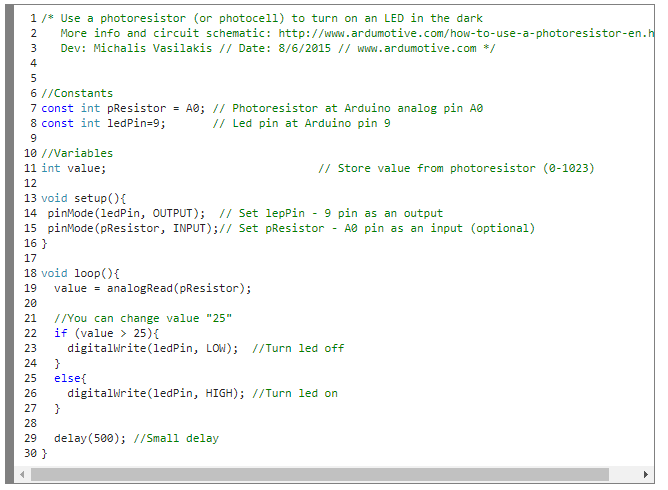 1 /* Use a photoresistor (or photocell) to turn on an LED in the dark
2    More info and circuit schematic: http://www.ardumotive.com/how-to-use-a-photoresistor-en.h
3    Dev: Michalis Vasilakis // Date: 8/6/2015 // www.ardumotive.com */
4
5
6 //Constants
7 const int pResistor = A0; // Photoresistor at Arduino analog pin A0
8 const int ledPin=9;       // Led pin at Arduino pin 9
9
10 //Variables
11 int value;				  // Store value from photoresistor (0-1023)
12
13 void setup(){
14  pinMode(ledPin, OUTPUT);  // Set lepPin - 9 pin as an output
15  pinMode(pResistor, INPUT);// Set pResistor - A0 pin as an input (optional)
16 }
17
18 void loop(){
19   value = analogRead(pResistor);
20
21   //You can change value "25"
22   if (value > 25){
23     digitalWrite(ledPin, LOW);  //Turn led off
24   }
25   else{
26     digitalWrite(ledPin, HIGH); //Turn led on
27   }
28
29   delay(500); //Small delay
30 }